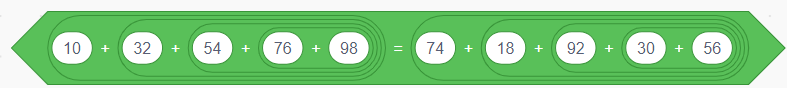 10 + 32 + 54 + 76 + 98 = 74 + 18 + 92 + 30 + 56